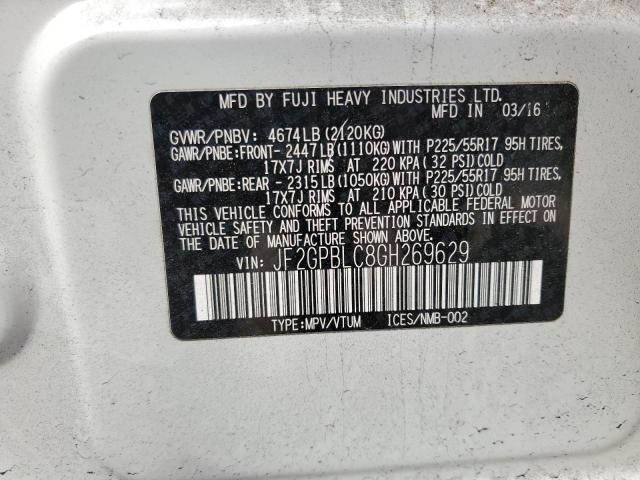 MFD BY FUJI HEAVY INDUSTRIES LTD.
MFD IN 03/16
GVWR/PNBV: 4674LB(2120KG)
GAWR/PNBE:FRONT- 2447LB(1110KG)WITH P225/55R17 95H TIRES,
17X7J RIMS AT 220 KPA(32 PSI)COLD
GAWR/PNBE:REAR - 2315LB(1050KG)WITH P225/55R17 95H TIRES,
17X7J RIMS AT 210 KPA(30 PSI)COLD
THIS VEHICLE CONFORMS TO ALL APPLICABLE FEDERAL MOTOR
VEHICLE SAFETY AND THEFT PREVENTION STANDARDS IN
EFFECT ON THE DATE OF MANUFACTURE SHOWN ABOVE.
VIN: JF2GPBLC8GH269629
TYPE:MPV/VTUM ICES/NMB-002